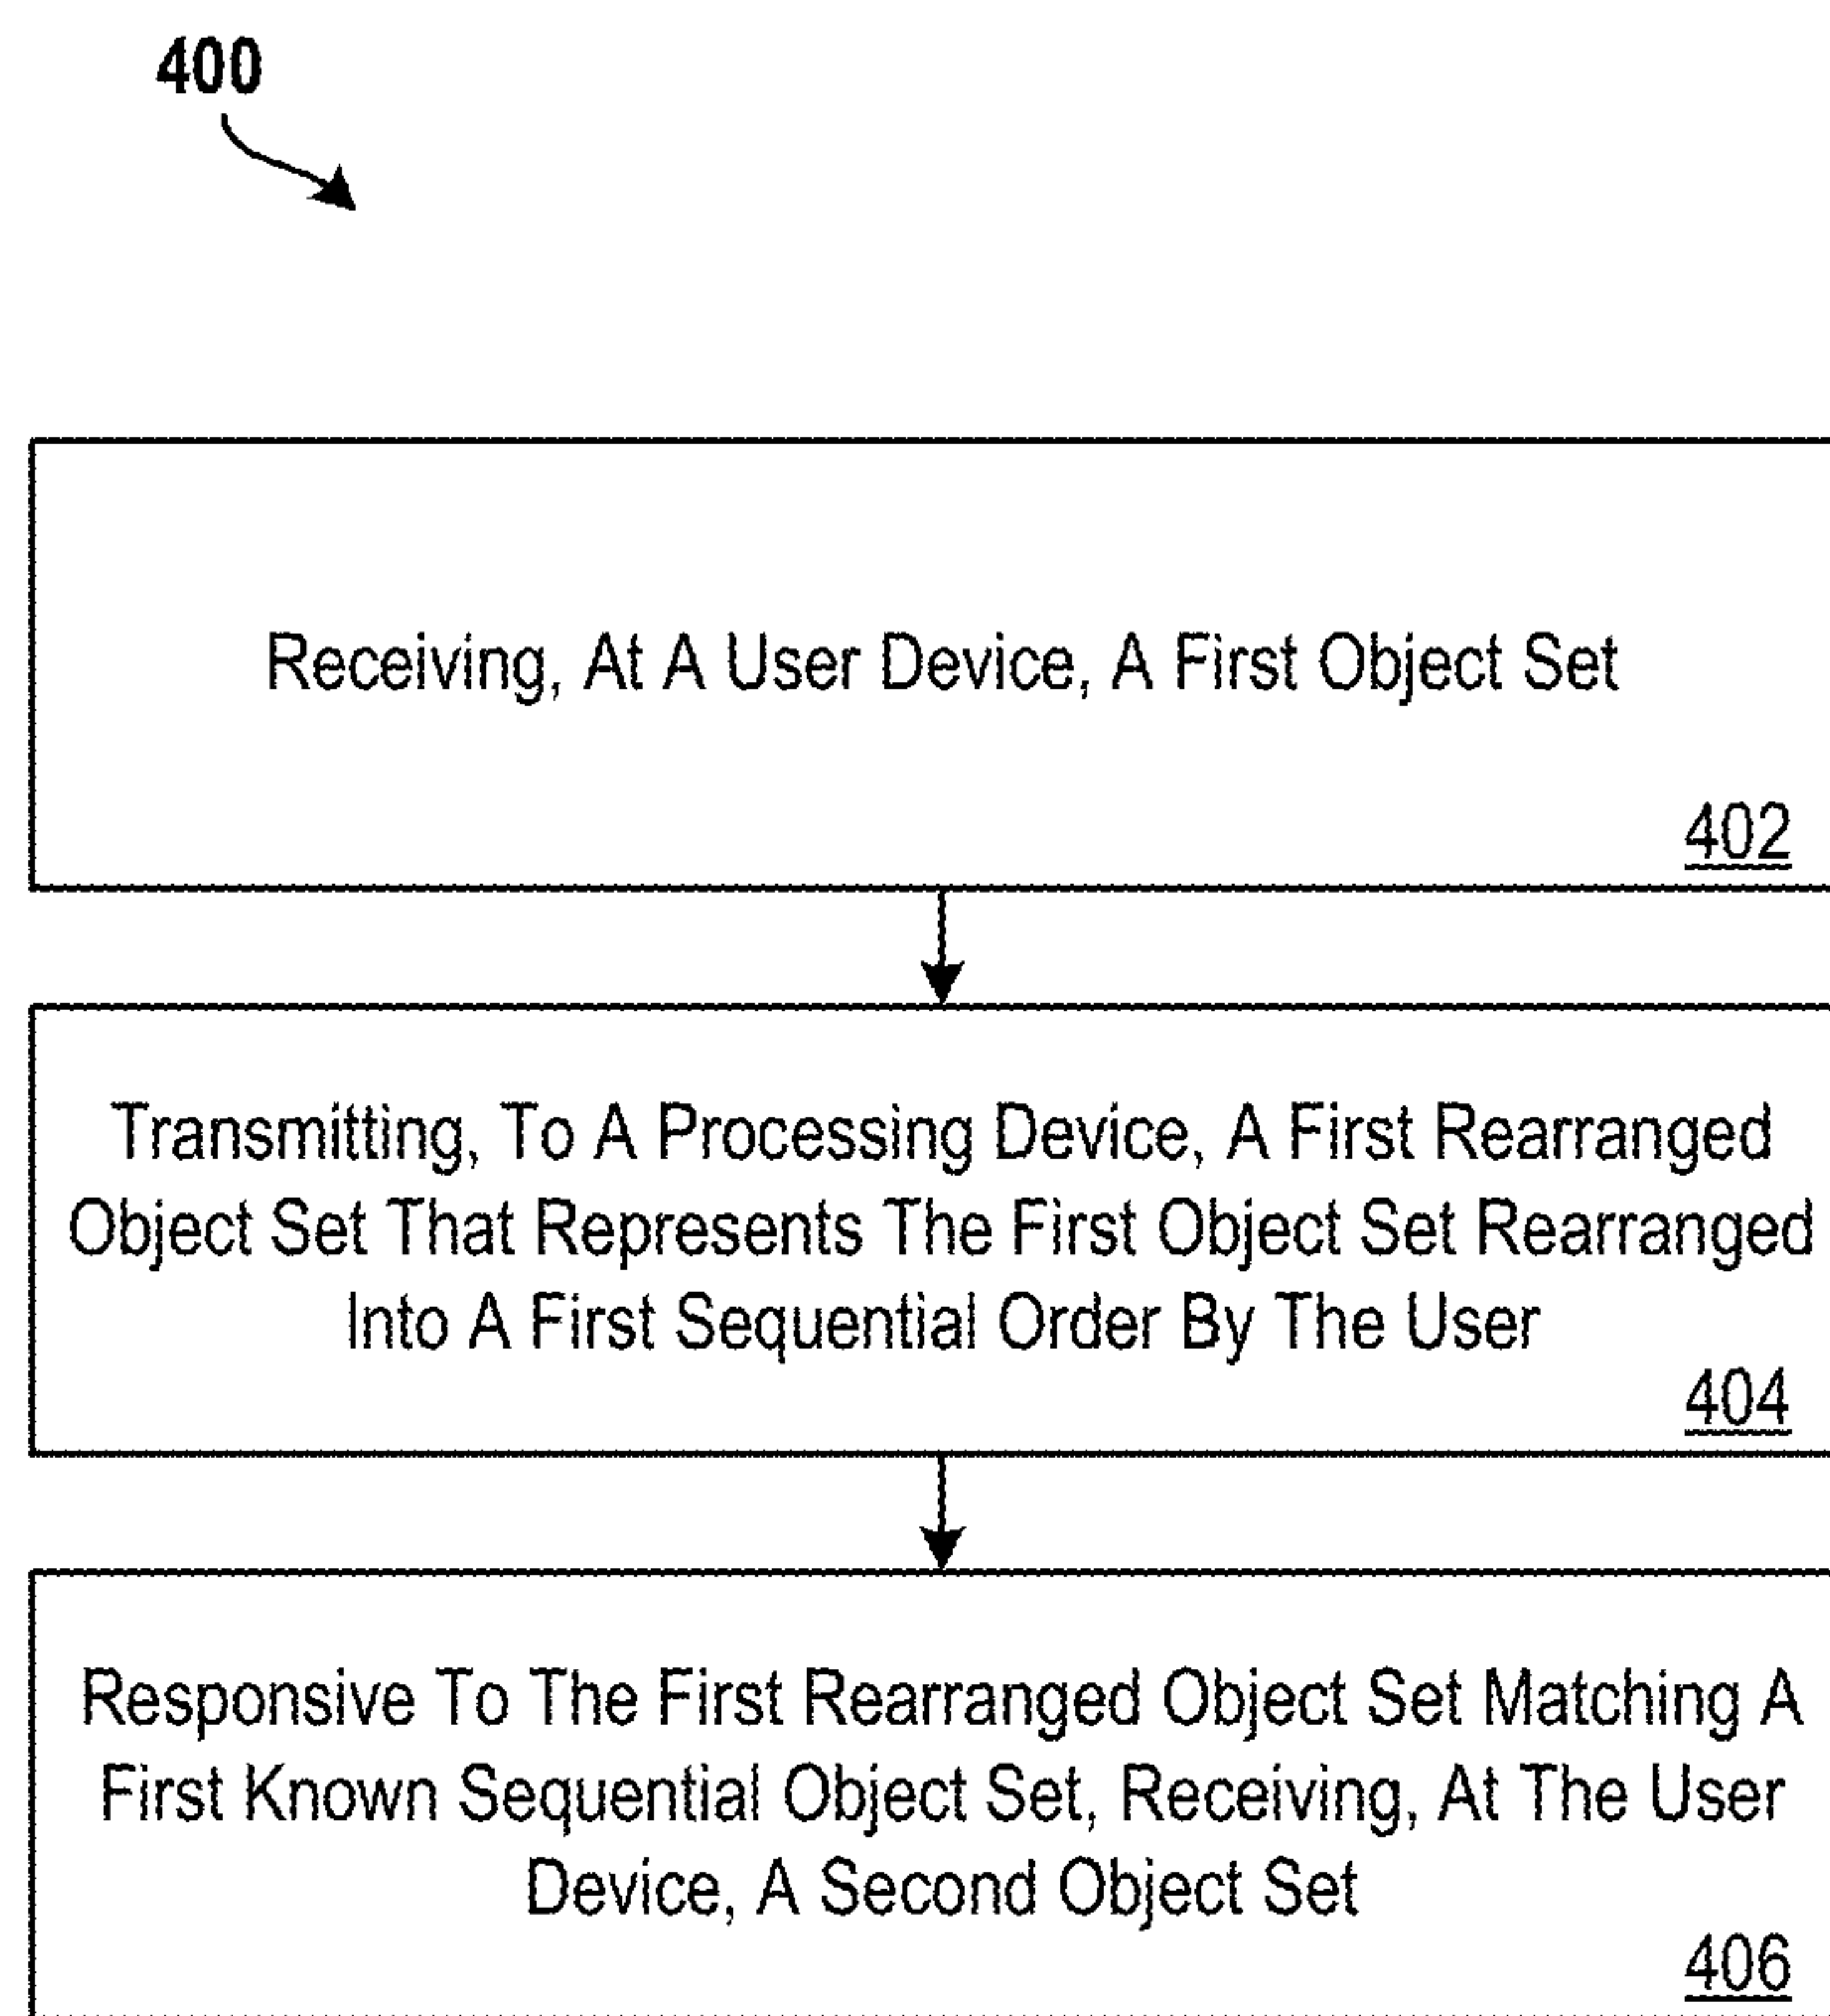 400
Receiving, At A User Device, A First Object Set
402
Transmitting, To A Processing Device, A First Rearranged
Object Set That Represents The First Object Set Rearranged
Into A First Sequential Order By The User
404
Responsive To The First Rearranged Object Set Matching A
First Known Sequential Object Set, Receiving, At The User
Device, A Second Object Set
406